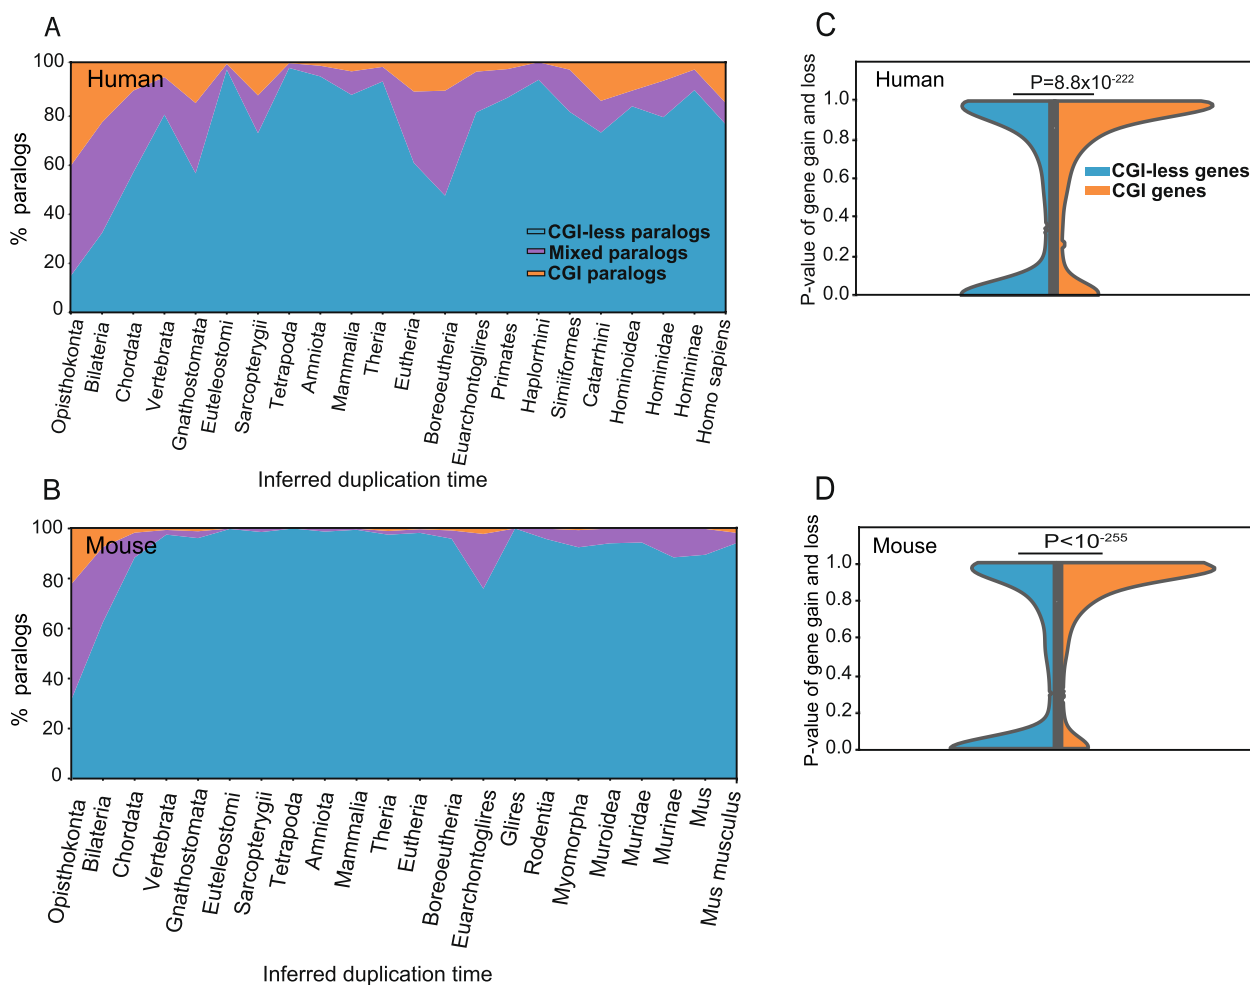 A
Human
% paralogs
100
80
60
40
20
0
CGI-less paralogs
Mixed paralogs
CGI paralogs
Opisthokonta
Bilateria
Chordata
Vertebrata
Gnathostomata
Euteleostomi
Sarcopterygii
Tetrapoda
Amniota
Mammalia
Theria
Eutheria
Boreoeutheria
Euarchontoglires
Primates
Haplorrhini
Simiiformes
Catarrhini
Hominoidea
Hominidae
Homininae
Homo sapiens
Inferred duplication time
B
Mouse
% paralogs
100
80
60
40
20
0
Opisthokonta
Bilateria
Chordata
Vertebrata
Gnathostomata
Euteleostomi
Sarcopterygii
Tetrapoda
Amniota
Mammalia
Theria
Eutheria
Boreoeutheria
Euarchontoglires
Glires
Rodentia
Myomorpha
Muroidea
Muridae
Murinae
Mus
Mus musculus
Inferred duplication time
C
Human
P=8.8x10⁻²²²
P-value of gene gain and loss
1.0
0.8
0.6
0.4
0.2
0.0
CGI-less genes
CGI genes
D
Mouse
P<10⁻²⁵⁵
P-value of gene gain and loss
1.0
0.8
0.6
0.4
0.2
0.0